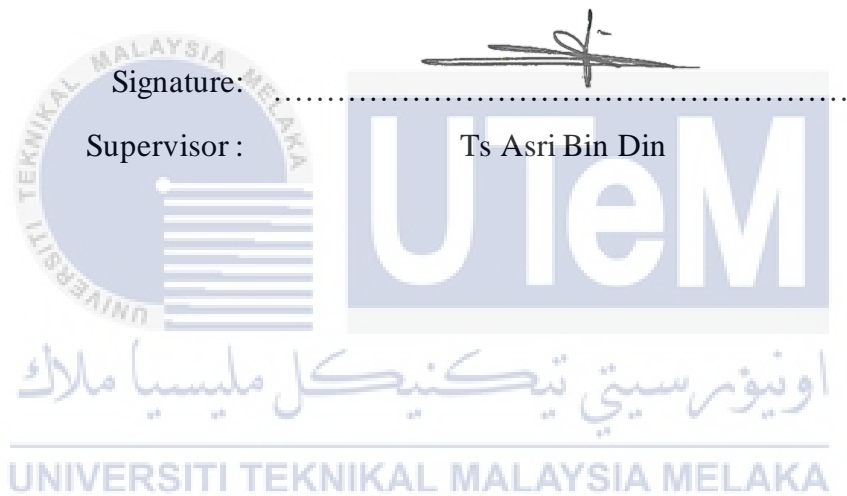 Signature: ........................................................................
Supervisor : Ts Asri Bin Din
UNIVERSITI TEKNIKAL MALAYSIA MELAKA
UTeM
اونيۏرسيتي تيكنيكل مليسيا ملاك
UNIVERSITI TEKNIKAL MALAYSIA MELAKA